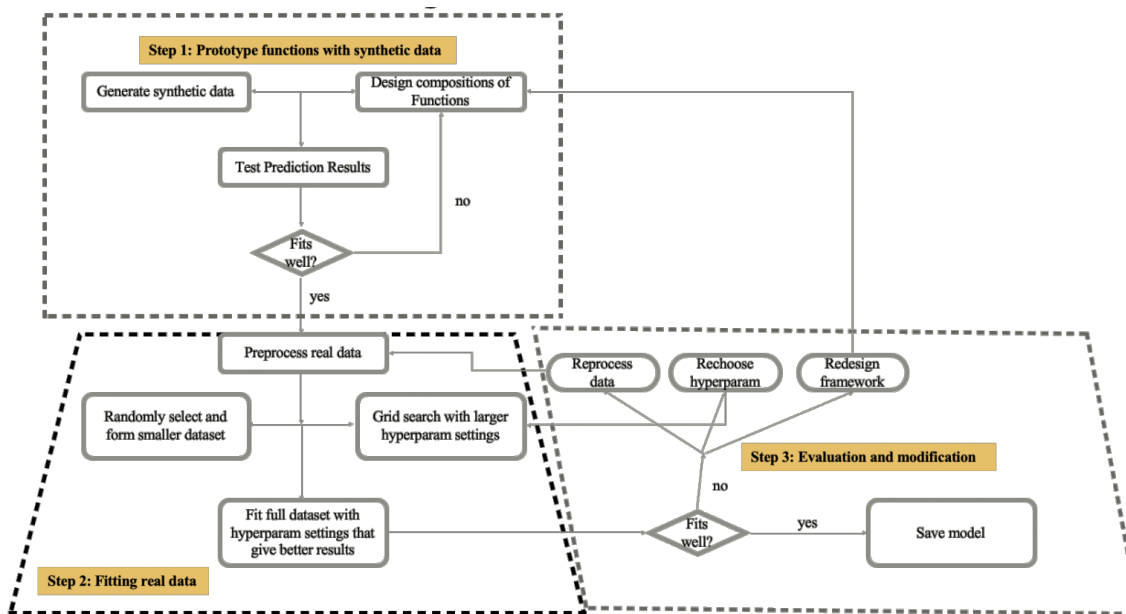 Step 1: Prototype functions with synthetic data
Generate synthetic data
Design compositions of
Functions
Test Prediction Results
no
Fits
well?
yes
Preprocess real data
Randomly select and
form smaller dataset
Grid search with larger
hyperparam settings
Fit full dataset with
hyperparam settings that
give better results
Step 2: Fitting real data
Reprocess
data
Rechoose
hyperparam
Redesign
framework
Step 3: Evaluation and modification
no
Fits
well?
yes
Save model